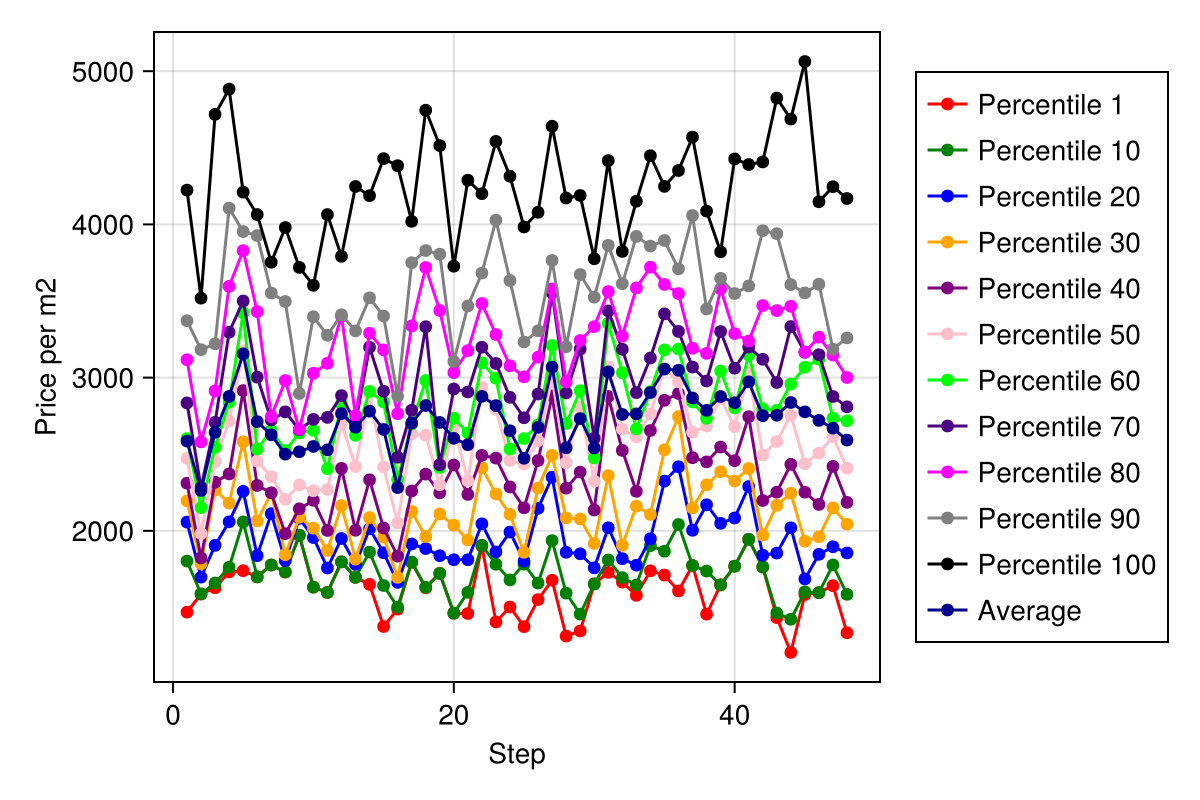 5000
4000
3000
2000
Price per m2
0
20
40
Step
Percentile 1
Percentile 10
Percentile 20
Percentile 30
Percentile 40
Percentile 50
Percentile 60
Percentile 70
Percentile 80
Percentile 90
Percentile 100
Average